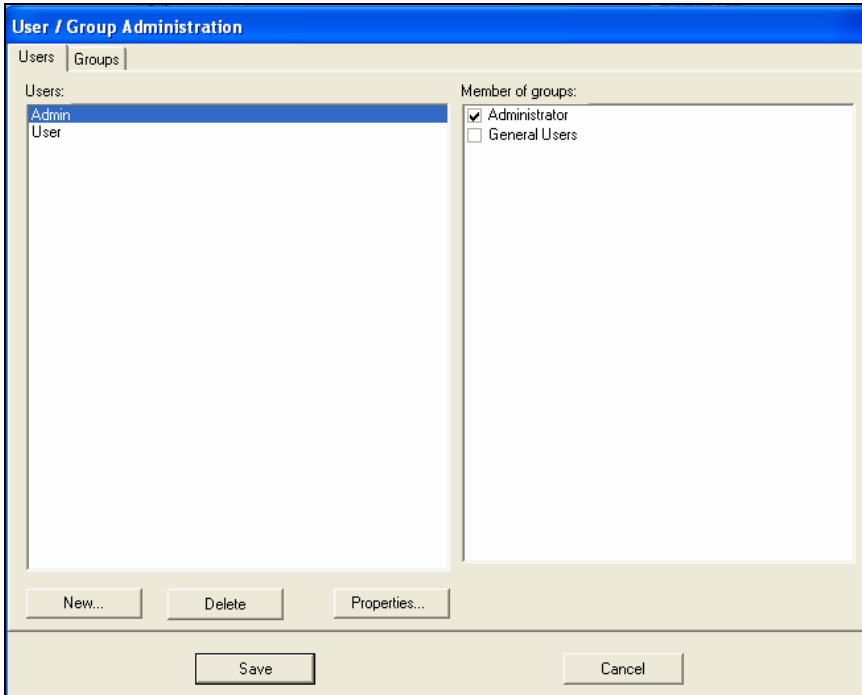 User / Group Administration
Users Groups
Users:
Admin
User
Member of groups:
Administrator
General Users
New... Delete Properties...
Save Cancel